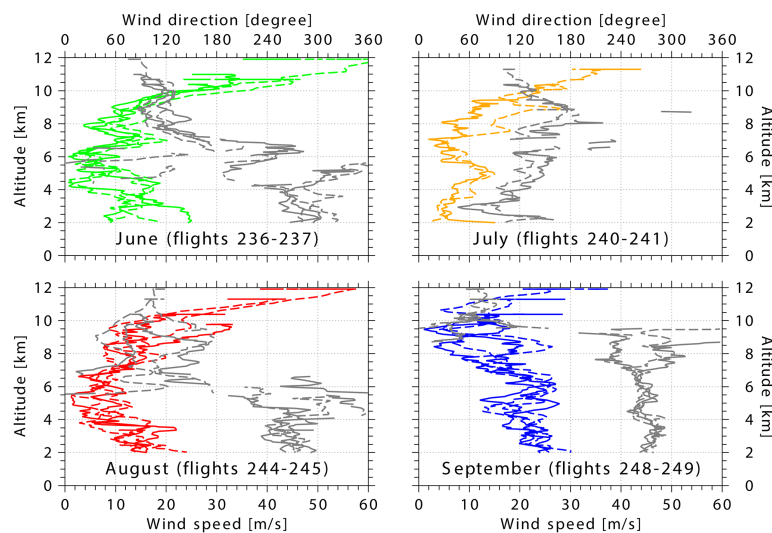 Wind direction [degree] Wind direction [degree]
0 60 120 180 240 300 360 0 60 120 180 240 300 360
12 12
10 10
8 8
6 6
4 4
2 2
0 0
Altitude [km] Altitude [km]
June (flights 236-237) July (flights 240-241)
12 12
10 10
8 8
6 6
4 4
2 2
0 0
Altitude [km] Altitude [km]
August (flights 244-245) September (flights 248-249)
0 10 20 30 40 50 60 0 10 20 30 40 50 60
Wind speed [m/s] Wind speed [m/s]